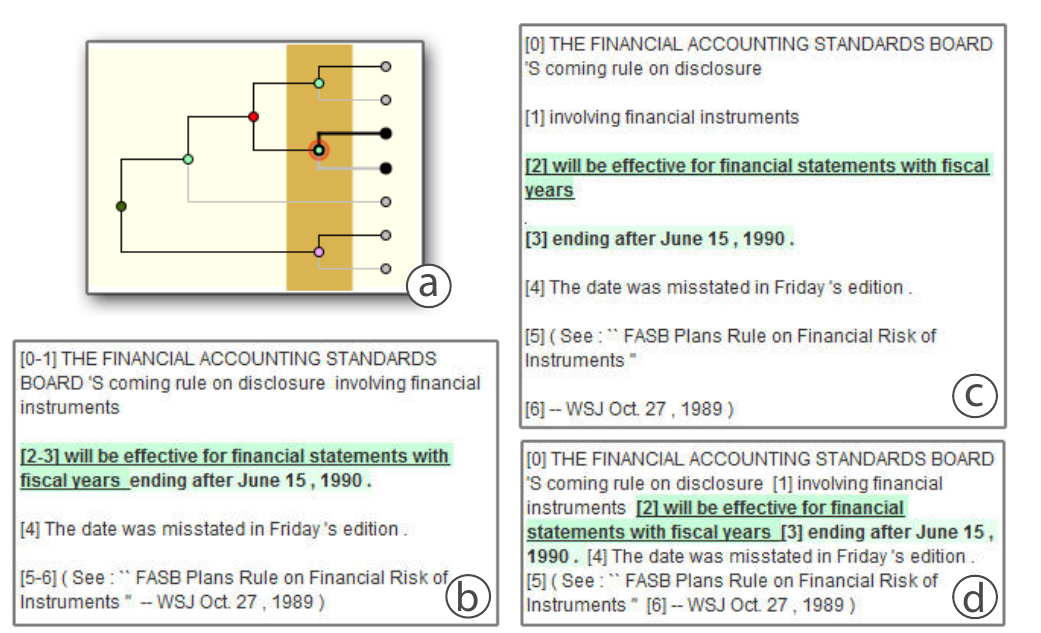 a
[0-1] THE FINANCIAL ACCOUNTING STANDARDS
BOARD 'S coming rule on disclosure involving financial
instruments
[2-3] will be effective for financial statements with
fiscal years ending after June 15 , 1990 .
[4] The date was misstated in Friday 's edition .
[5-6] ( See : `` FASB Plans Rule on Financial Risk of
Instruments '' -- WSJ Oct. 27 , 1989 )
b
[0] THE FINANCIAL ACCOUNTING STANDARDS BOARD
'S coming rule on disclosure
[1] involving financial instruments
[2] will be effective for financial statements with fiscal
years
.
[3] ending after June 15 , 1990 .
[4] The date was misstated in Friday 's edition .
[5] ( See : `` FASB Plans Rule on Financial Risk of
Instruments ''
[6] -- WSJ Oct. 27 , 1989 )
c
[0] THE FINANCIAL ACCOUNTING STANDARDS BOARD
'S coming rule on disclosure [1] involving financial
instruments [2] will be effective for financial
statements with fiscal years [3] ending after June 15 ,
1990 . [4] The date was misstated in Friday 's edition .
[5] ( See : `` FASB Plans Rule on Financial Risk of
Instruments '' [6] -- WSJ Oct. 27 , 1989 )
d